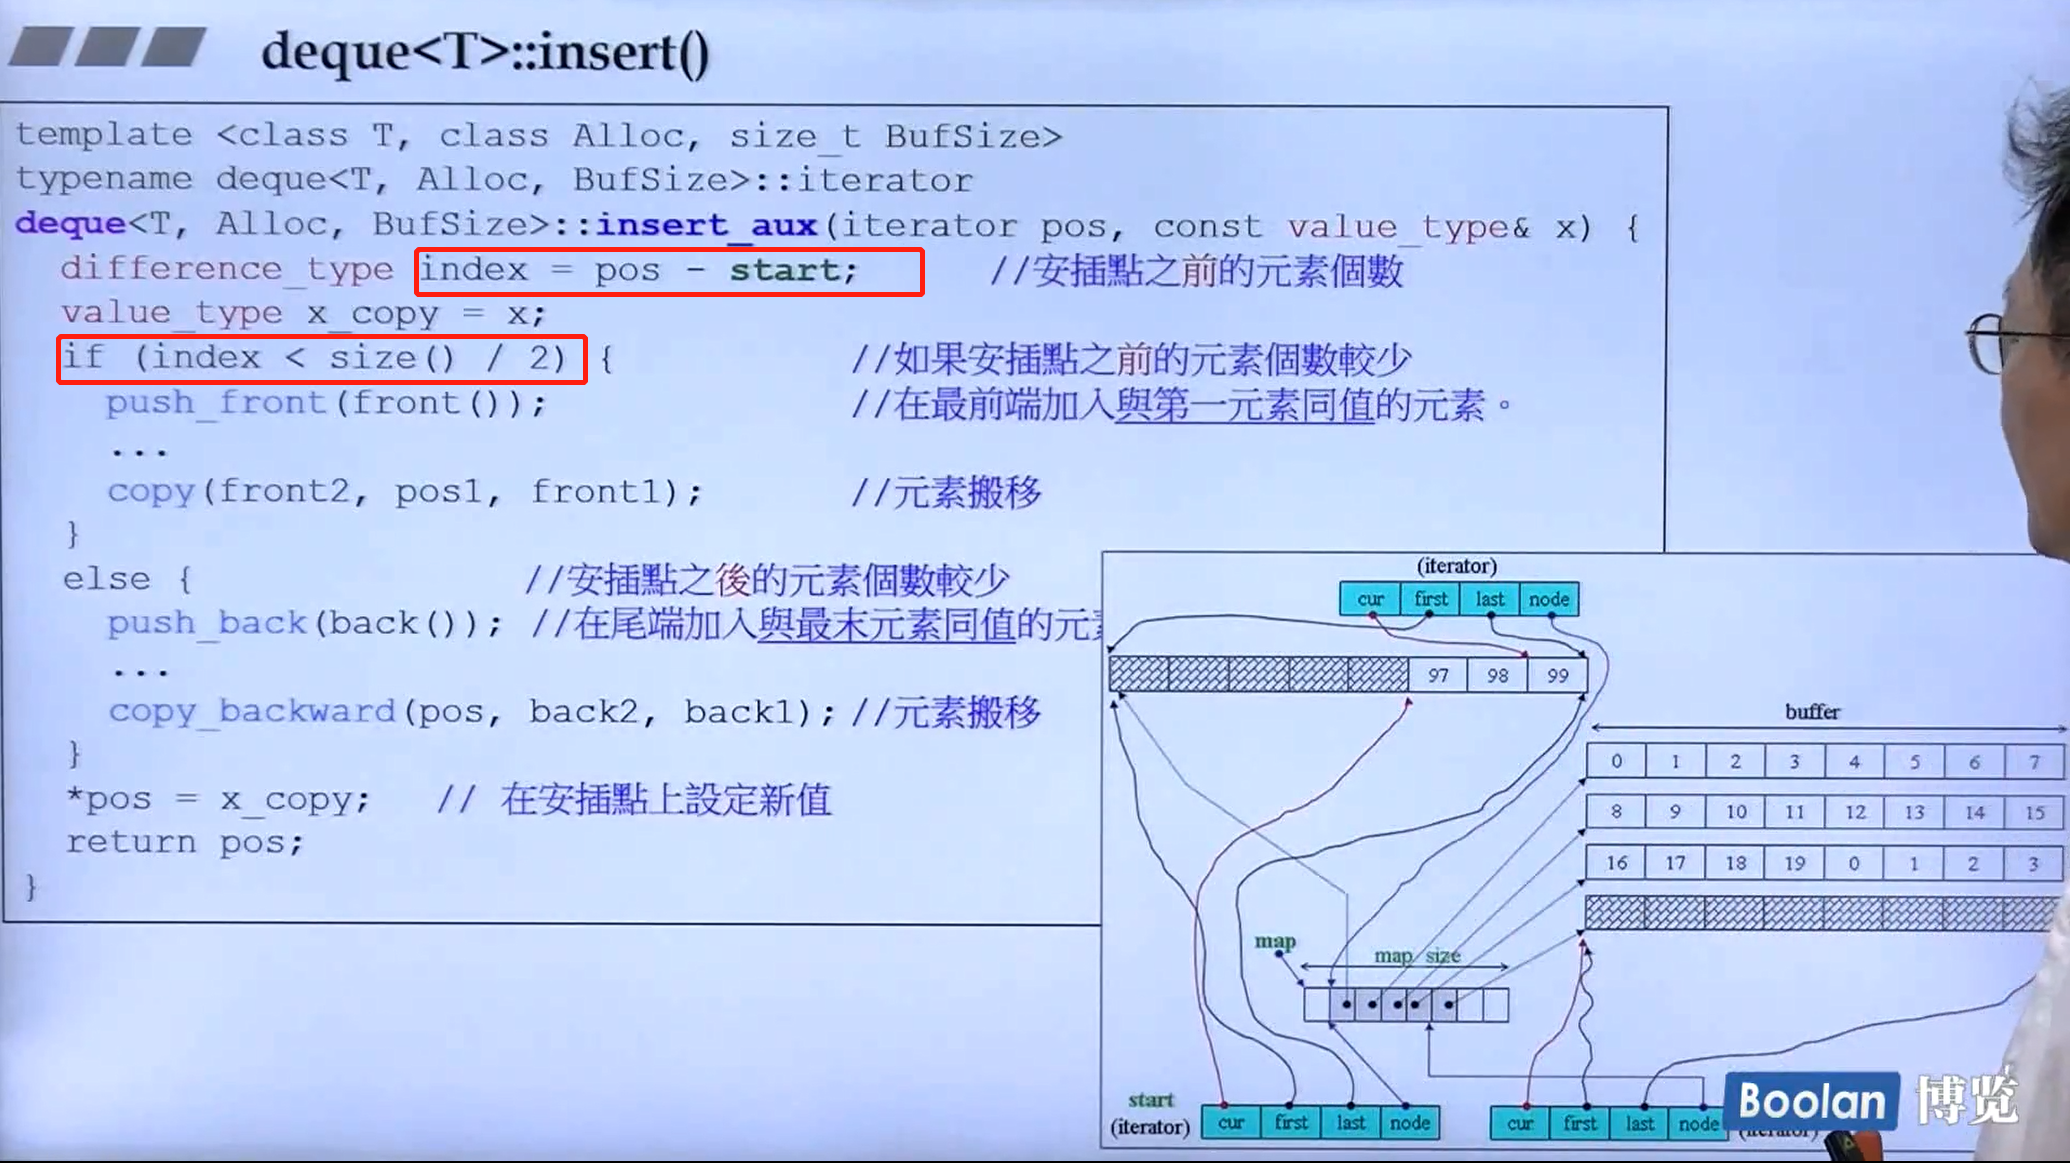 deque<T>::insert()
template <class T, class Alloc, size_t BufSize>
typename deque<T, Alloc, BufSize>::iterator
deque<T, Alloc, BufSize>::insert_aux(iterator pos, const value_type& x) {
difference_type index = pos - start; //安插點之前的元素個數
value_type x_copy = x;
if (index < size() / 2) { //如果安插點之前的元素個數較少
push_front(front()); //在最前端加入與第一元素同值的元素。
...
copy(front2, pos1, front1); //元素搬移
}
else { //安插點之後的元素個數較少
push_back(back()); //在尾端加入與最末元素同值的元
...
copy_backward(pos, back2, back1); //元素搬移
}
*pos = x_copy; // 在安插點上設定新值
return pos;
}
(iterator)
cur first last node
97 98 99
buffer
0 1 2 3 4 5 6 7
8 9 10 11 12 13 14 15
16 17 18 19 0 1 2 3
map
map_size
start
(iterator)
cur first last node
cur first last node
(iterator)
Boolan 博览